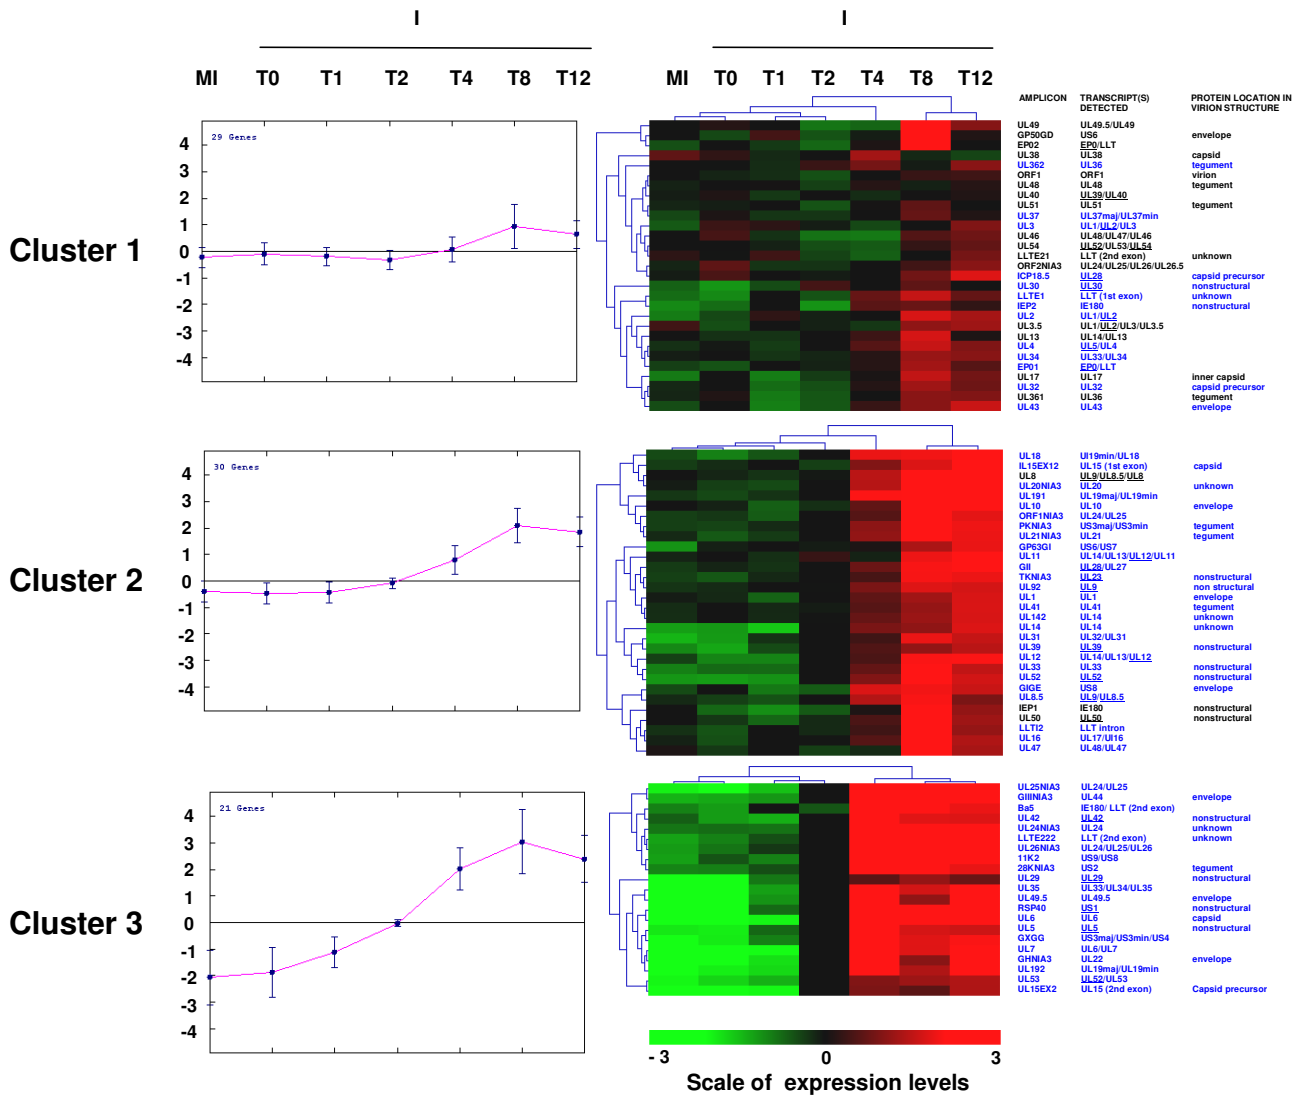 I I
MI T0 T1 T2 T4 T8 T12 MI T0 T1 T2 T4 T8 T12
AMPLICON TRANSCRIPT(S) DETECTED PROTEIN LOCATION IN VIRION STRUCTURE
Cluster 1
29 Genes
4
3
2
1
0
-1
-2
-3
-4
UL49 UL49.5/UL49
GP50GD US6 envelope
EP02 EP0/LLT
UL38 UL38 capsid
UL362 UL36 tegument
ORF1 ORF1 virion
UL48 UL48 tegument
UL40 UL39/UL40
UL51 UL51 tegument
UL37 UL37maj/UL37min
UL3 UL1/UL2/UL3
UL46 UL48/UL47/UL46
UL54 UL52/UL53/UL54
LLTE21 LLT (2nd exon) unknown
ORF2NIA3 UL24/UL25/UL26/UL26.5
ICP18.5 UL28 capsid precursor
UL30 UL30 nonstructural
LLTE1 LLT (1st exon) unknown
IEP2 IE180 nonstructural
UL2 UL1/UL2
UL3.5 UL1/UL2/UL3/UL3.5
UL13 UL14/UL13
UL4 UL5/UL4
UL34 UL33/UL34
EP01 EP0/LLT
UL17 UL17 inner capsid
UL32 UL32 capsid precursor
UL361 UL36 tegument
UL43 UL43 envelope
Cluster 2
30 Genes
4
3
2
1
0
-1
-2
-3
-4
UL18 Ul19min/UL18
IL15EX12 UL15 (1st exon) capsid
UL8 UL9/UL8.5/UL8
UL20NIA3 UL20 unknown
UL191 UL19maj/UL19min
UL10 UL10 envelope
ORF1NIA3 UL24/UL25
PKNIA3 US3maj/US3min tegument
UL21NIA3 UL21 tegument
GP63GI US6/US7
UL11 UL14/UL13/UL12/UL11
GII UL28/UL27
TKNIA3 UL23 nonstructural
UL92 UL9 non structural
UL1 UL1 envelope
UL41 UL41 tegument
UL142 UL14 unknown
UL14 UL14 unknown
UL31 UL32/UL31
UL39 UL39 nonstructural
UL12 UL14/UL13/UL12
UL33 UL33 nonstructural
UL52 UL52 nonstructural
GIGE US8 envelope
UL8.5 UL9/UL8.5
IEP1 IE180 nonstructural
UL50 UL50 nonstructural
LLTI2 LLT intron
UL16 UL17/Ul16
UL47 UL48/UL47
Cluster 3
21 Genes
4
3
2
1
0
-1
-2
-3
-4
UL25NIA3 UL24/UL25
GIIINIA3 UL44 envelope
Ba5 IE180/ LLT (2nd exon)
UL42 UL42 nonstructural
UL24NIA3 UL24 unknown
LLTE222 LLT (2nd exon) unknown
UL26NIA3 UL24/UL25/UL26
11K2 US9/US8
28KNIA3 US2 tegument
UL29 UL29 nonstructural
UL35 UL33/UL34/UL35
UL49.5 UL49.5 envelope
RSP40 US1 nonstructural
UL6 UL6 capsid
UL5 UL5 nonstructural
GXGG US3maj/US3min/US4
UL7 UL6/UL7
GHNIA3 UL22 envelope
UL192 UL19maj/UL19min
UL53 UL52/UL53
UL15EX2 UL15 (2nd exon) Capsid precursor
- 3 0 3
Scale of expression levels